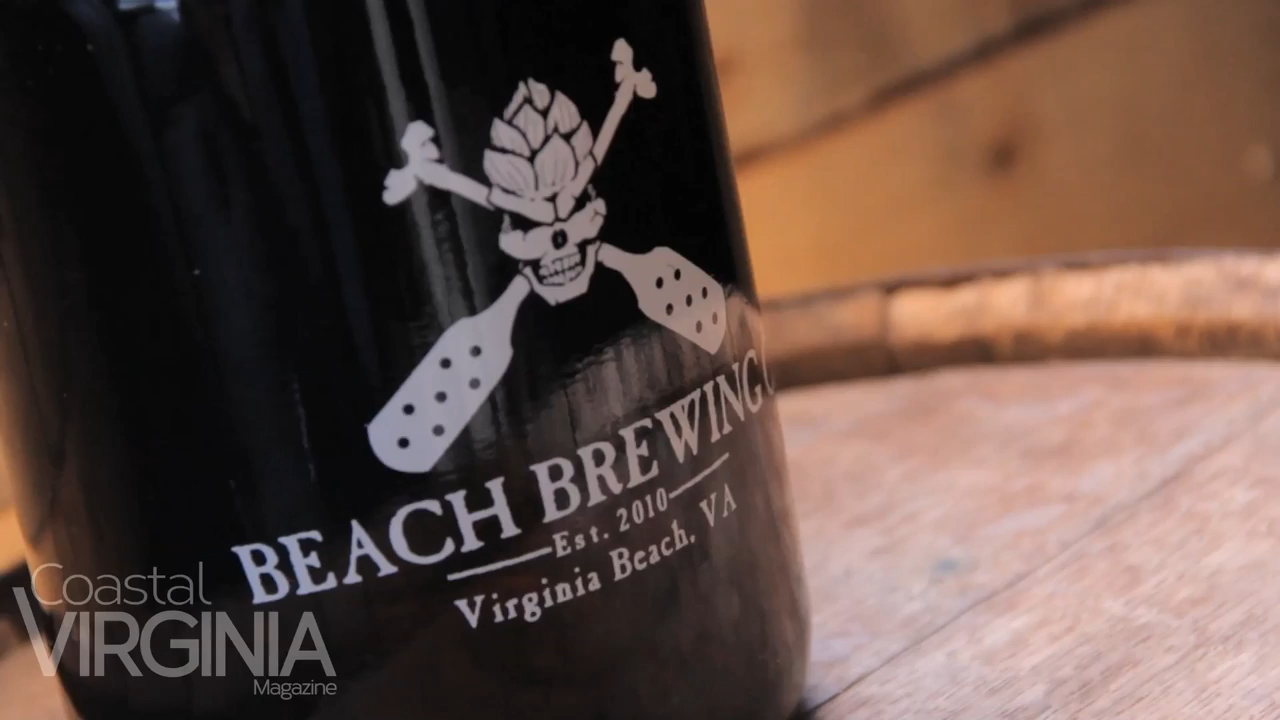 BEACH BREWING C
Est. 2010
Virginia Beach, VA
Coastal
VIRGINIA
Magazine